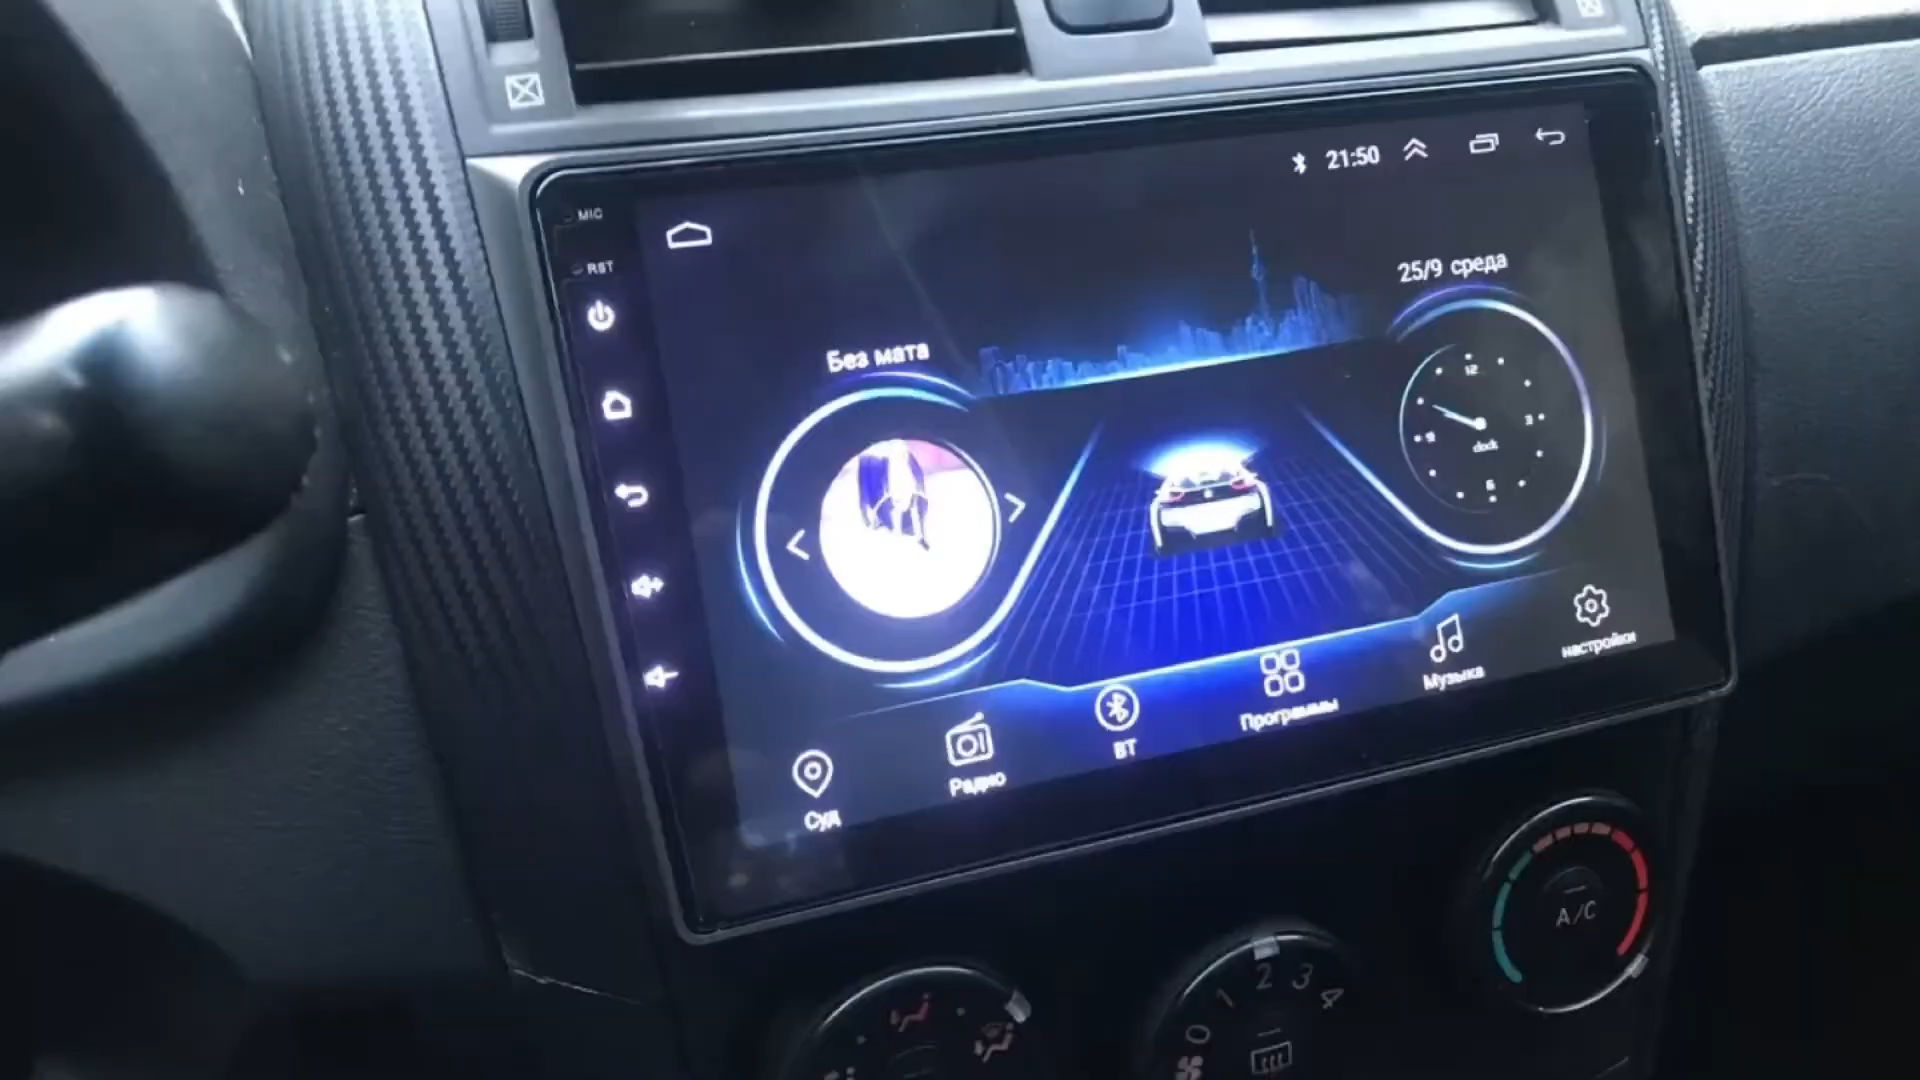 21:50
MIC
RST
25/9 среда
Без мата
12
3
9
clock
6
настройки
Музыка
Программы
BT
Радио
Суд
A/C
0 1 2 3 4